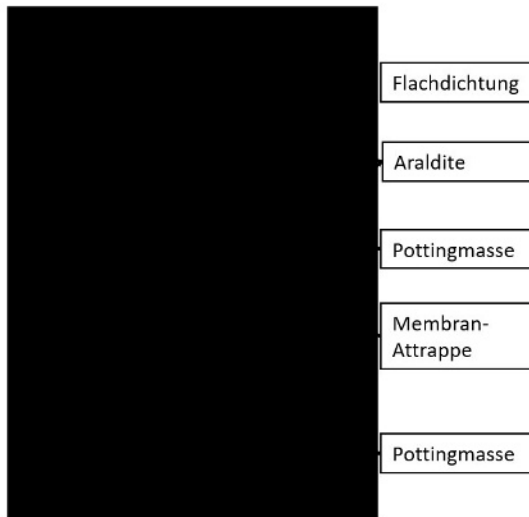 Flachdichtung
Araldite
Pottingmasse
Membran-
Attrappe
Pottingmasse